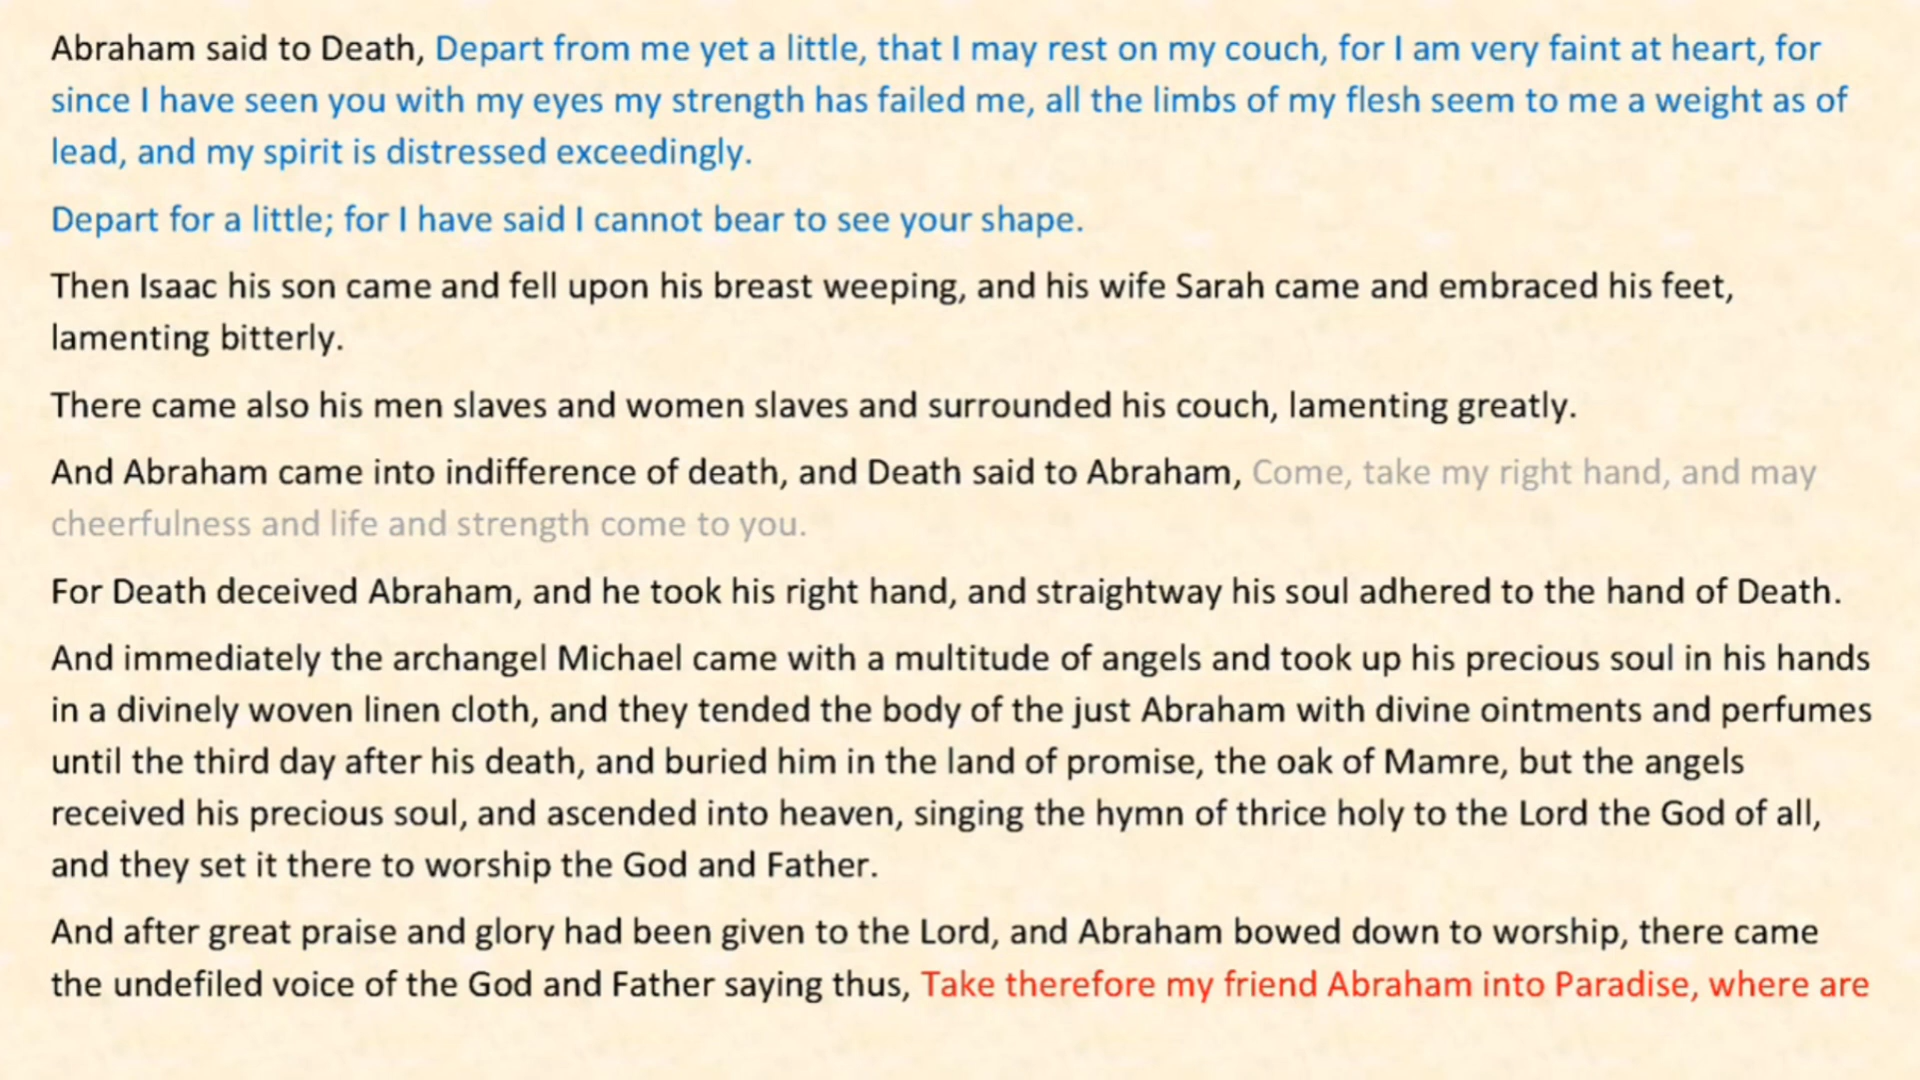 Abraham said to Death, Depart from me yet a little, that I may rest on my couch, for I am very faint at heart, for
since I have seen you with my eyes my strength has failed me, all the limbs of my flesh seem to me a weight as of
lead, and my spirit is distressed exceedingly.
Depart for a little; for I have said I cannot bear to see your shape.
Then Isaac his son came and fell upon his breast weeping, and his wife Sarah came and embraced his feet,
lamenting bitterly.
There came also his men slaves and women slaves and surrounded his couch, lamenting greatly.
And Abraham came into indifference of death, and Death said to Abraham, Come, take my right hand, and may
cheerfulness and life and strength come to you.
For Death deceived Abraham, and he took his right hand, and straightway his soul adhered to the hand of Death.
And immediately the archangel Michael came with a multitude of angels and took up his precious soul in his hands
in a divinely woven linen cloth, and they tended the body of the just Abraham with divine ointments and perfumes
until the third day after his death, and buried him in the land of promise, the oak of Mamre, but the angels
received his precious soul, and ascended into heaven, singing the hymn of thrice holy to the Lord the God of all,
and they set it there to worship the God and Father.
And after great praise and glory had been given to the Lord, and Abraham bowed down to worship, there came
the undefiled voice of the God and Father saying thus, Take therefore my friend Abraham into Paradise, where are